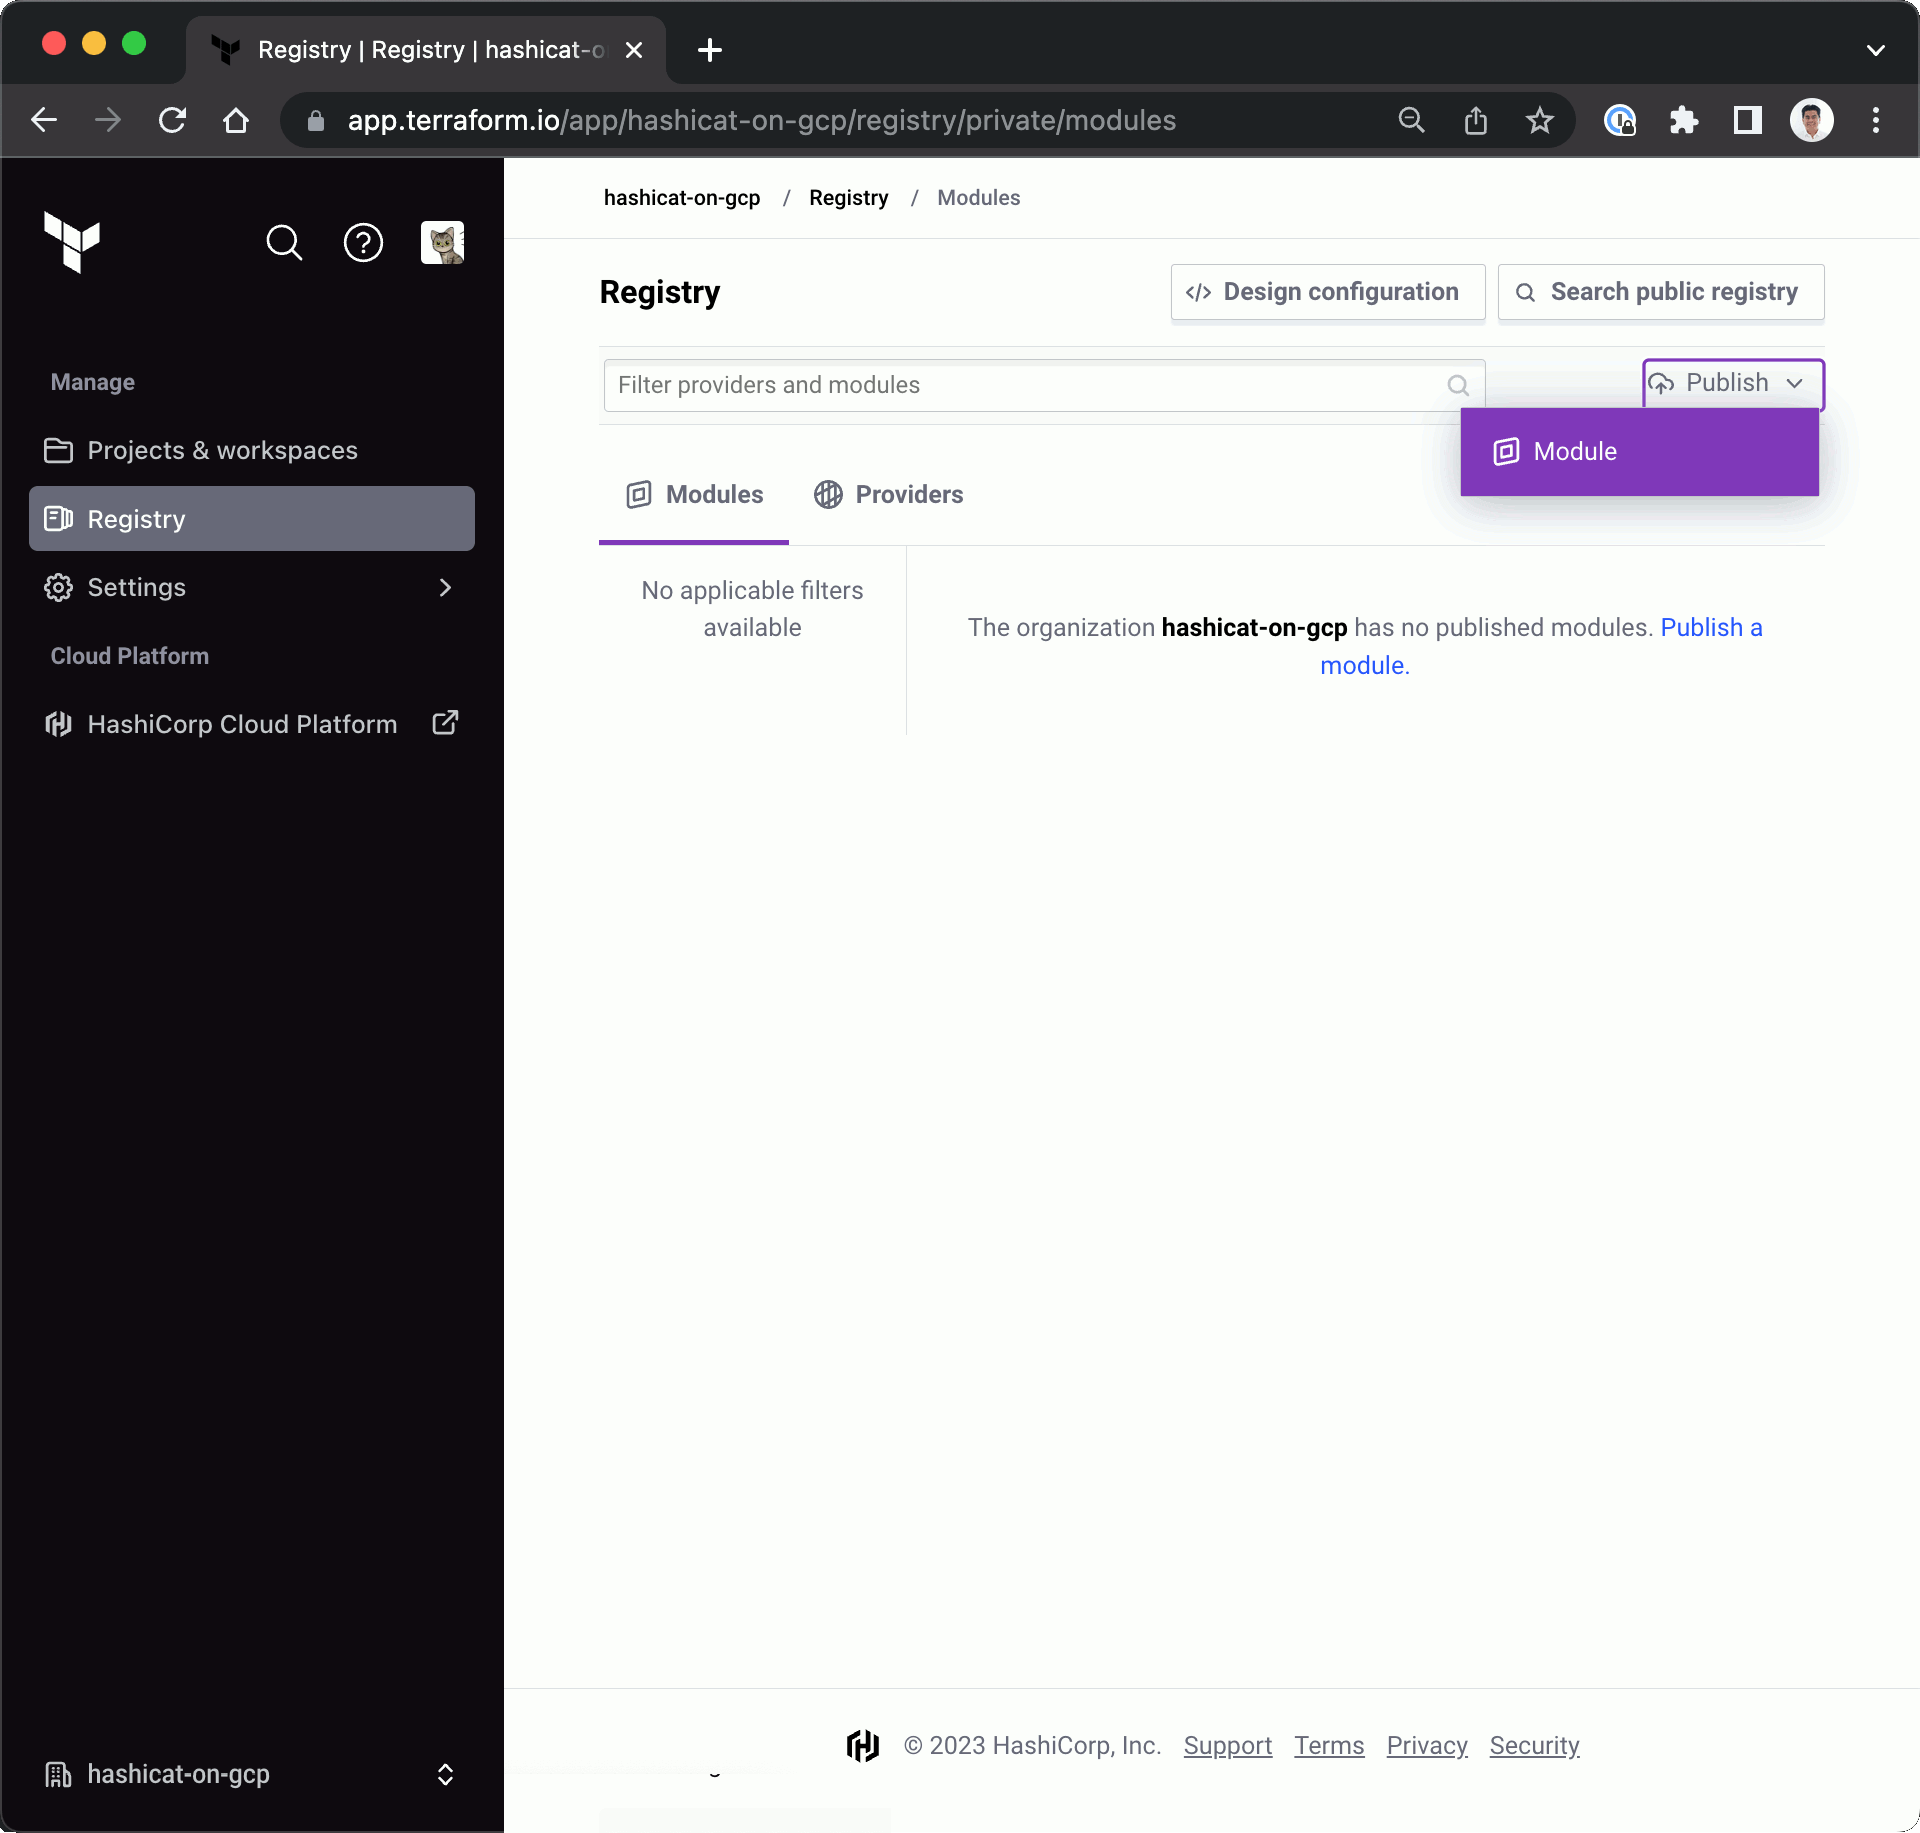 Registry | Registry | hashicat-o
app.terraform.io/app/hashicat-on-gcp/registry/private/modules
hashicat-on-gcp / Registry / Modules
Registry
Design configuration
Search public registry
Filter providers and modules
Publish
Module
Modules
Providers
No applicable filters
available
The organization hashicat-on-gcp has no published modules. Publish a
module.
Manage
Projects & workspaces
Registry
Settings
Cloud Platform
HashiCorp Cloud Platform
hashicat-on-gcp
© 2023 HashiCorp, Inc. Support Terms Privacy Security